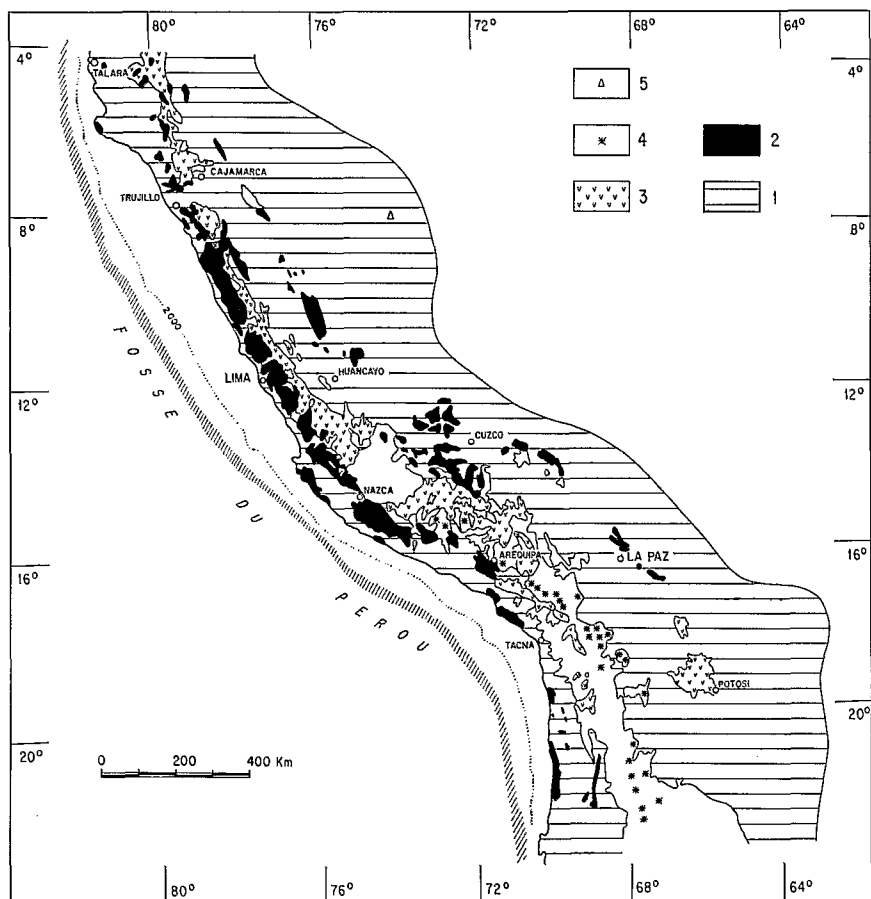 80°
76°
72°
68°
64°
4°
4°
TALARA
5
4
2
CAJAMARCA
3
1
TRUJILLO
8°
8°
2000
HUANCAYO
LIMA
12°
12°
CUZCO
NAZCA
AREQUIPA
LA PAZ
16°
16°
TACNA
POTOSI
20°
20°
FOSSE DU PEROU
0 200 400 Km
80°
76°
72°
68°
64°